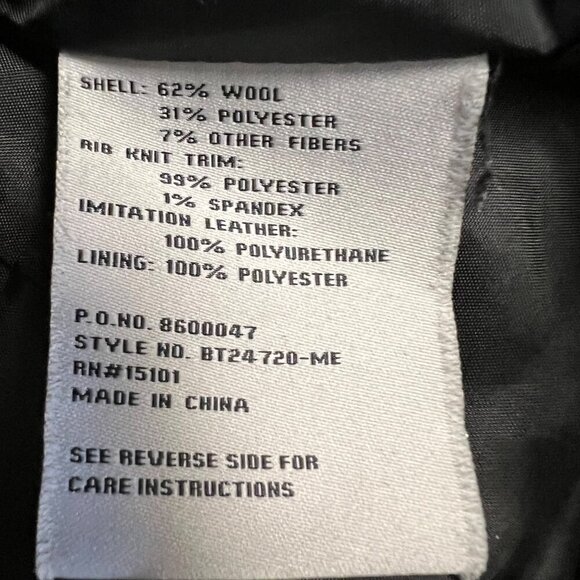 SHELL: 62% WOOL
31% POLYESTER
7% OTHER FIBERS
RIB KNIT TRIM:
99% POLYESTER
1% SPANDEX
IMITATION LEATHER:
100% POLYURETHANE
LINING: 100% POLYESTER
P.O.NO. 8600047
STYLE NO. BT24720-ME
RN#15101
MADE IN CHINA
SEE REVERSE SIDE FOR
CARE INSTRUCTIONS